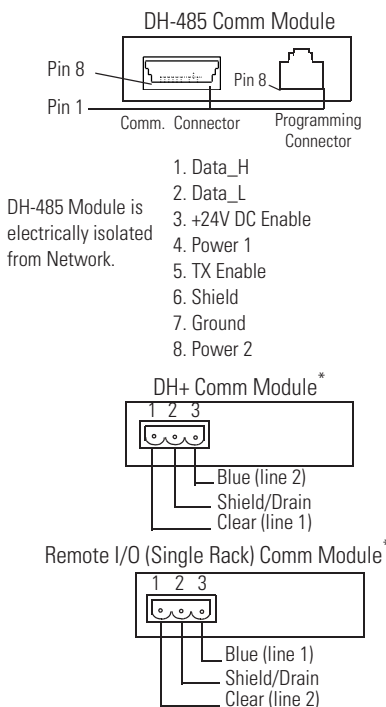 DH-485 Comm Module
Pin 8
Pin 8
Pin 1
Comm. Connector
Programming
Connector
1. Data_H
2. Data_L
3. +24V DC Enable
4. Power 1
5. TX Enable
6. Shield
7. Ground
8. Power 2
DH-485 Module is
electrically isolated
from Network.
DH+ Comm Module*
1 2 3
Blue (line 2)
Shield/Drain
Clear (line 1)
Remote I/O (Single Rack) Comm Module*
1 2 3
Blue (line 1)
Shield/Drain
Clear (line 2)